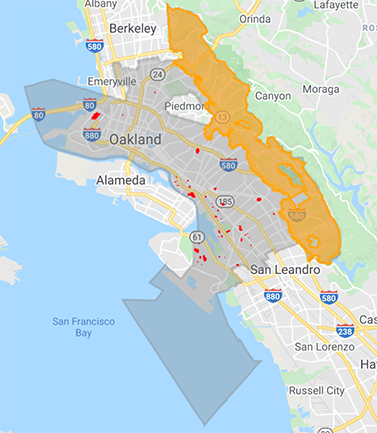 Albany
Lafayette
Orinda
580
Berkeley
Emeryville
24
Moraga
Canyon
Piedmont
80
80
13
880
Oakland
580
Alameda
185
580
61
San Leandro
580
880
San Francisco
Bay
238
Cas
San Lorenzo
Ha
Russell City